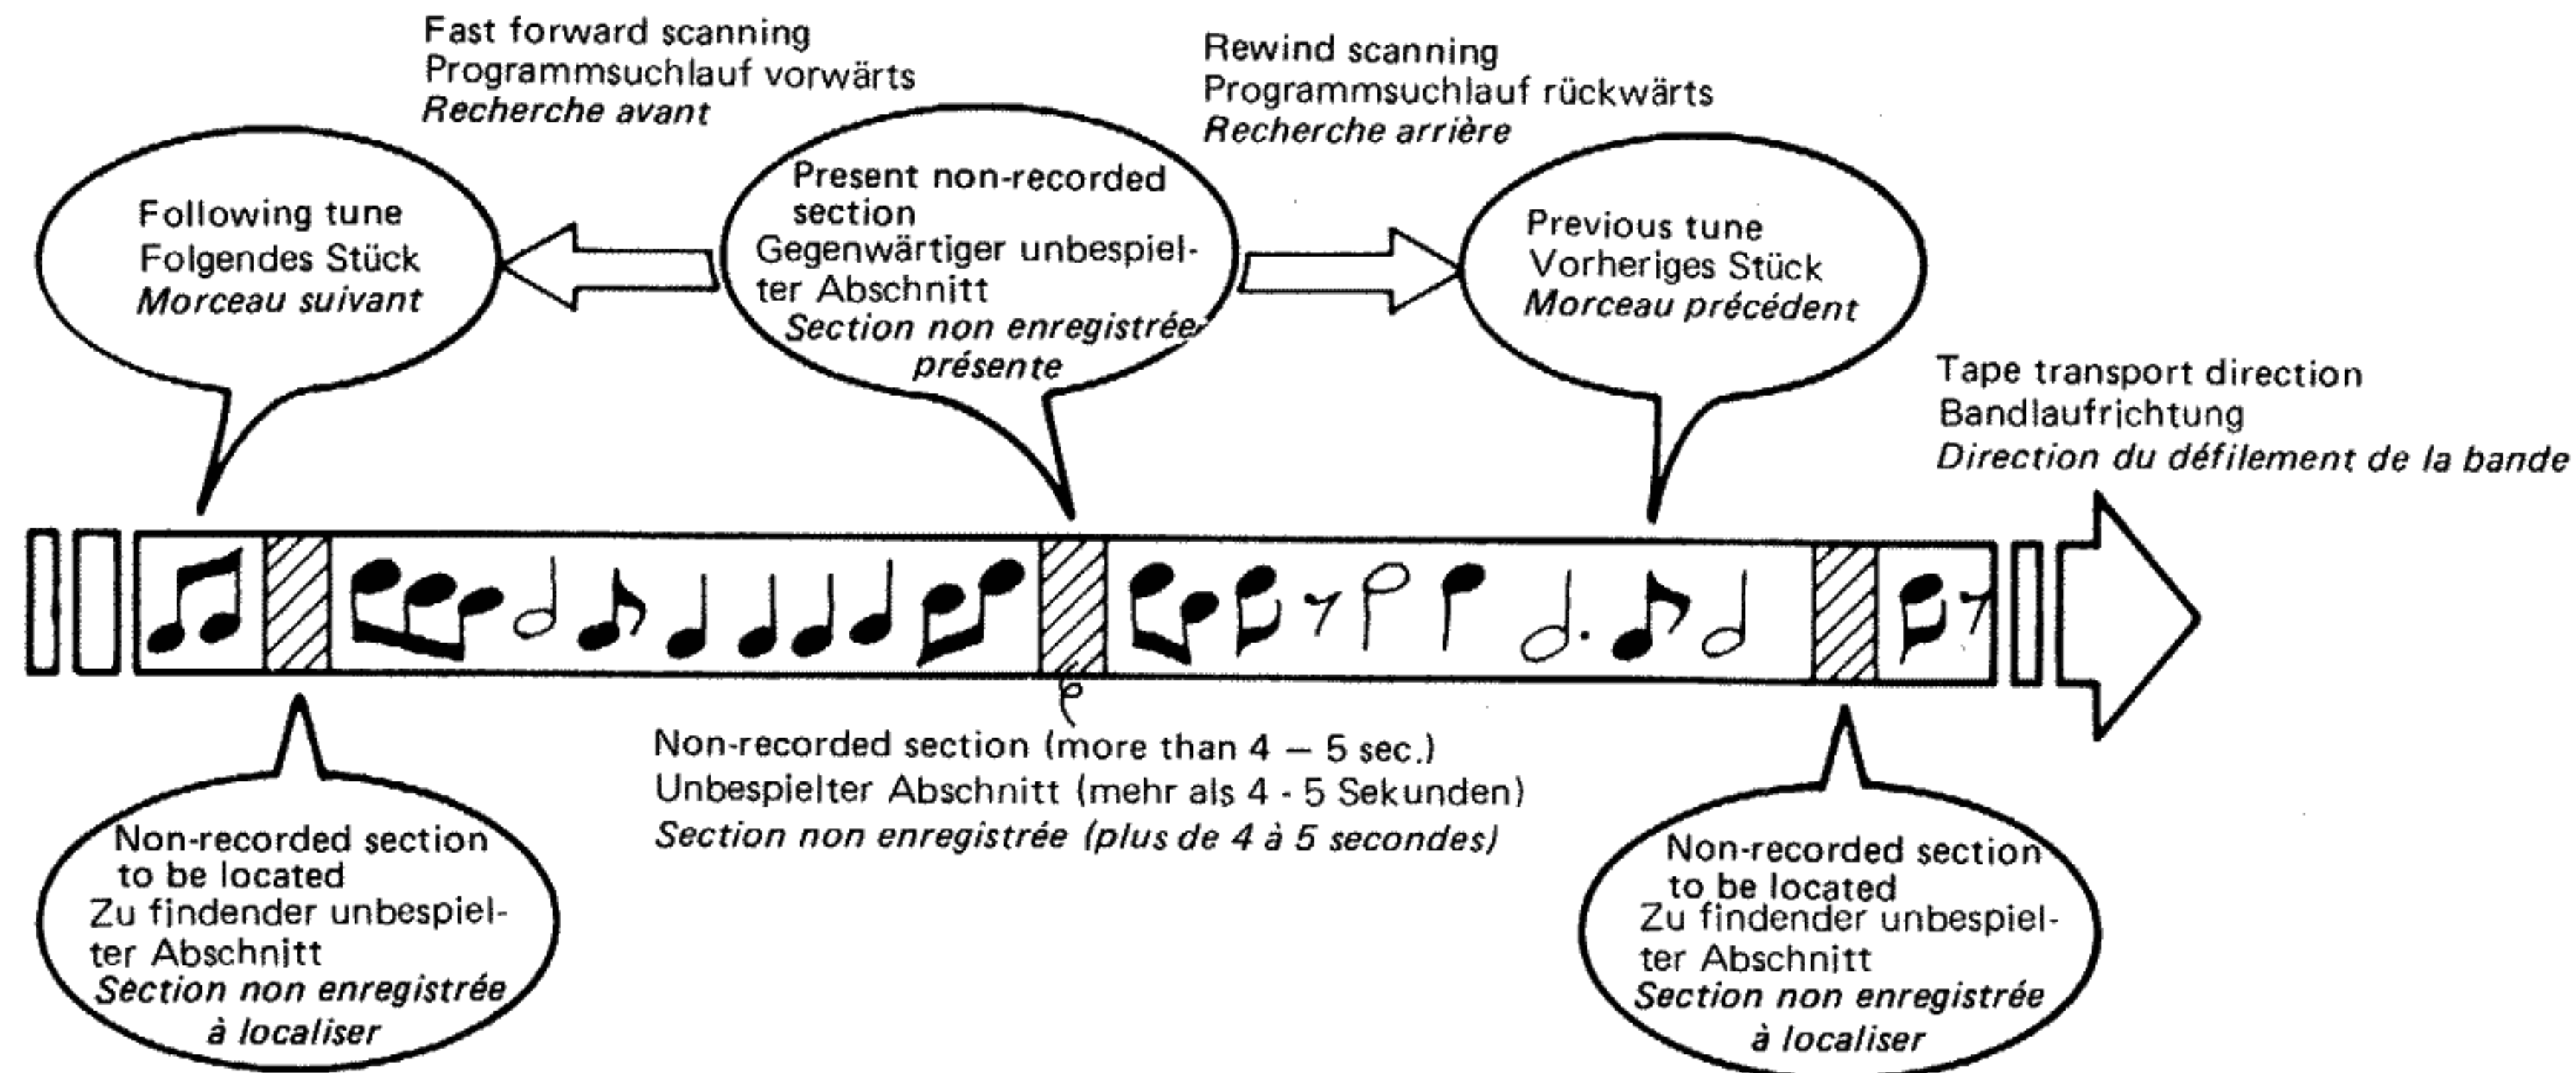 Fast forward scanning
Programmsuchlauf vorwärts
Recherche avant
Rewind scanning
Programmsuchlauf rückwärts
Recherche arrière
Following tune
Folgendes Stück
Morceau suivant
Present non-recorded
section
Gegenwärtiger unbespiel-
ter Abschnitt
Section non enregistrée
présente
Previous tune
Vorheriges Stück
Morceau précédent
Tape transport direction
Bandlaufrichtung
Direction du défilement de la bande
Non-recorded section (more than 4 – 5 sec.)
Unbespielter Abschnitt (mehr als 4 - 5 Sekunden)
Section non enregistrée (plus de 4 à 5 secondes)
Non-recorded section
to be located
Zu findender unbespiel-
ter Abschnitt
Section non enregistrée
à localiser
Non-recorded section
to be located
Zu findender unbespiel-
ter Abschnitt
Section non enregistrée
à localiser